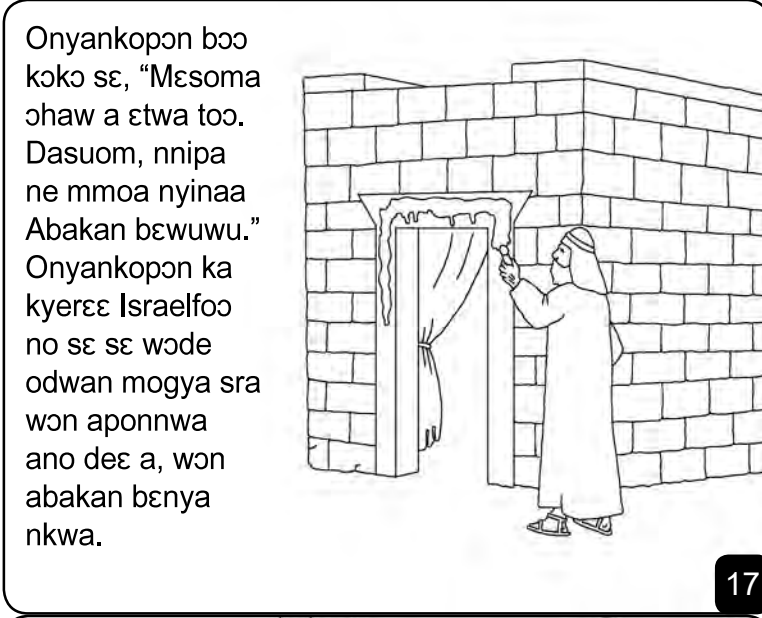 Onyankopɔn bɔɔ
kɔkɔ sɛ, “Mɛsoma
ɔhaw a ɛtwa toɔ.
Dasuom, nnipa
ne mmoa nyinaa
Abakan bɛwuwu.”
Onyankopɔn ka
kyerɛɛ Israelfoɔ
no sɛ sɛ wɔde
odwan mogya sra
wɔn aponnwa
ano deɛ a, wɔn
abakan bɛnya
nkwa.
17